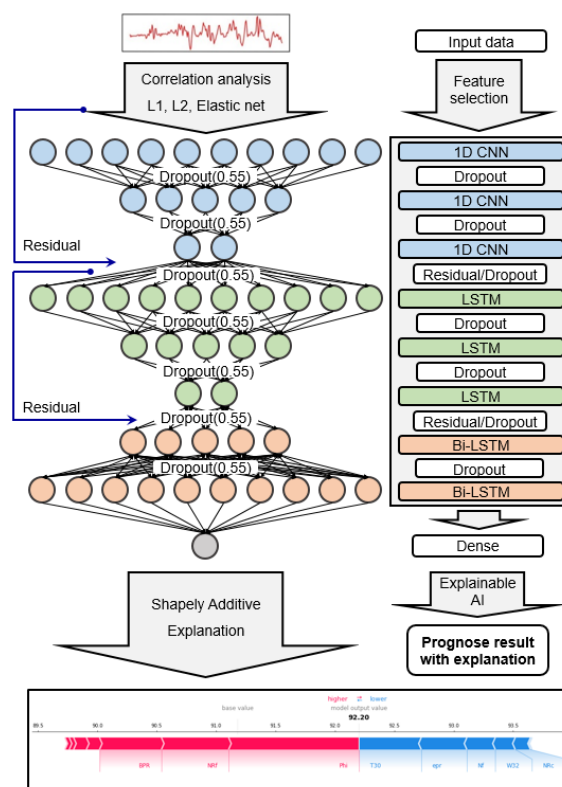 Correlation analysis
L1, L2, Elastic net
Dropout(0.55)
Dropout(0.55)
Residual
Dropout(0.55)
Dropout(0.55)
Dropout(0.55)
Residual
Dropout(0.55)
Dropout(0.55)
Shapely Additive
Explanation
Input data
Feature
selection
1D CNN
Dropout
1D CNN
Dropout
1D CNN
Residual/Dropout
LSTM
Dropout
LSTM
Dropout
LSTM
Residual/Dropout
Bi-LSTM
Dropout
Bi-LSTM
Dense
Explainable
AI
Prognose result
with explanation
higher ⇄ lower
base value model output value
92.20
89.5 90.0 90.5 91.0 91.5 92.0 92.5 93.0 93.5
BPR NRf Phi T30 epr Nf W32 NRc